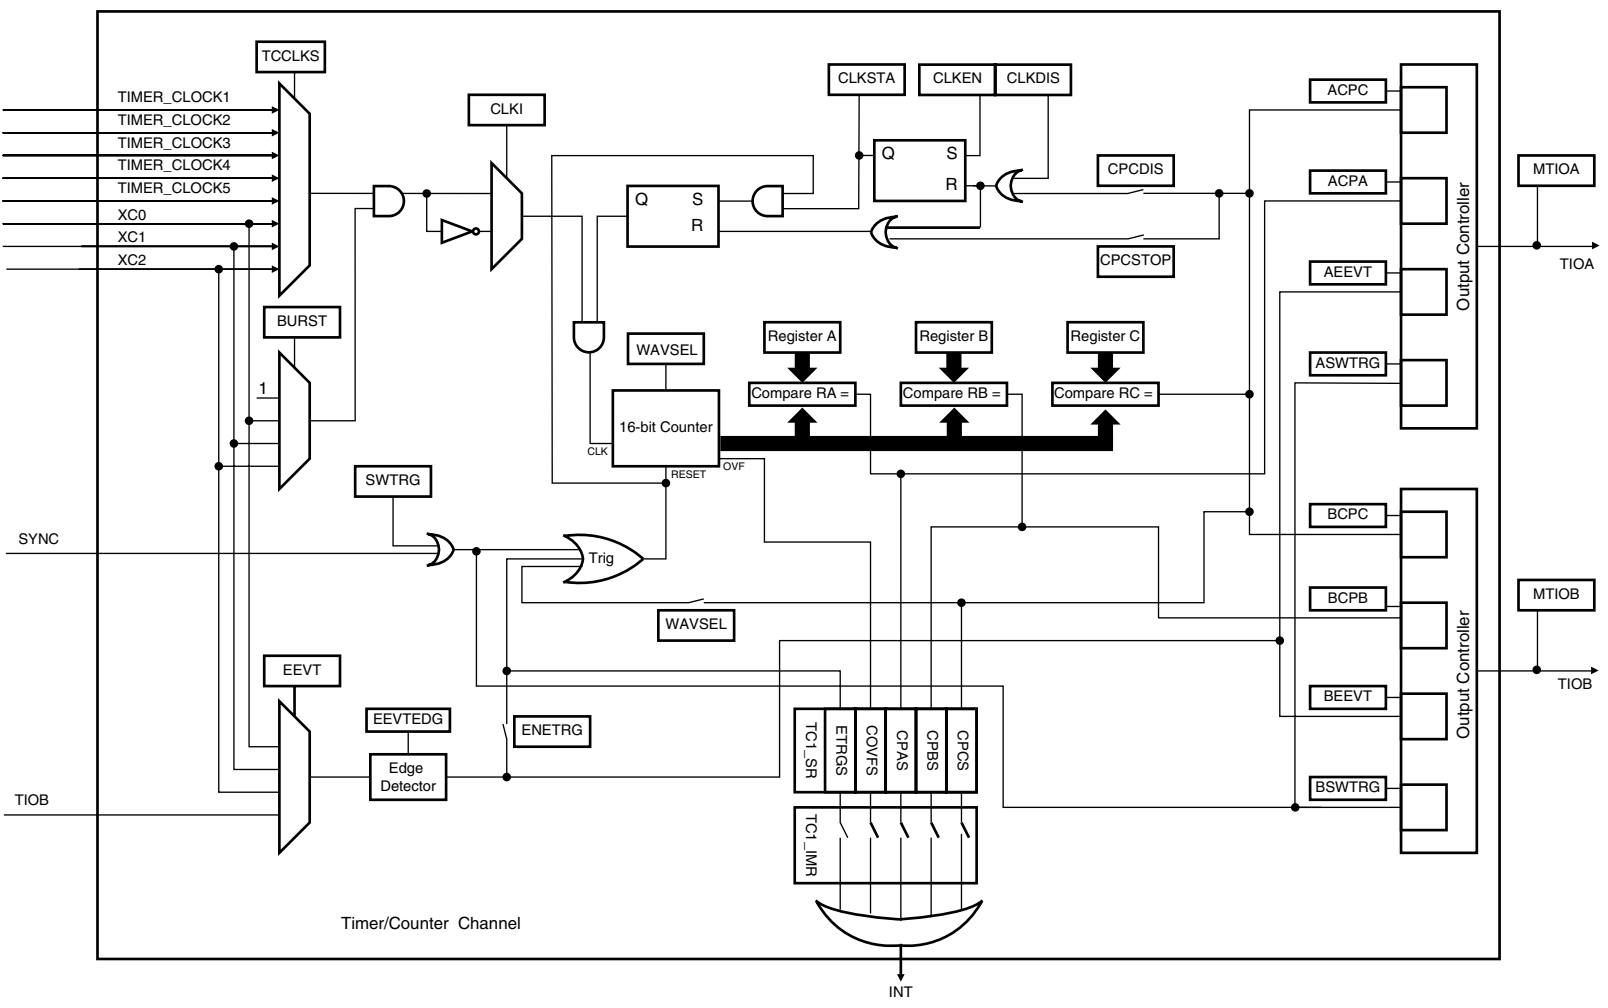 TCCLKS
TIMER_CLOCK1
TIMER_CLOCK2
TIMER_CLOCK3
TIMER_CLOCK4
TIMER_CLOCK5
XC0
XC1
XC2
CLKI
CLKSTA
CLKEN
CLKDIS
Q
S
R
Q
S
R
CPCDIS
CPCSTOP
ACPC
ACPA
AEEVT
ASWTRG
Output Controller
MTIOA
TIOA
BURST
1
WAVSEL
Register A
Register B
Register C
Compare RA =
Compare RB =
Compare RC =
16-bit Counter
CLK
RESET
OVF
SWTRG
SYNC
Trig
WAVSEL
BCPC
BCPB
BEEVT
BSWTRG
Output Controller
MTIOB
TIOB
EEVT
EEVTEDG
Edge
Detector
ENETRG
TIOB
TC1_SR
ETRGS
COVFS
CPAS
CPBS
CPCS
TC1_IMR
Timer/Counter Channel
INT